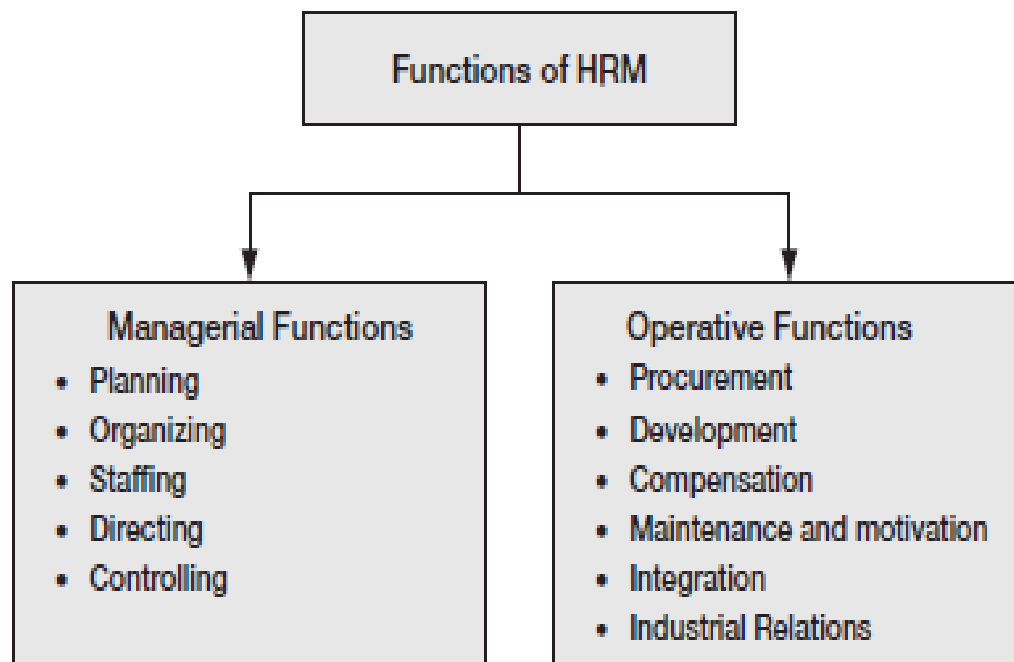 Functions of HRM
Managerial Functions
• Planning
• Organizing
• Staffing
• Directing
• Controlling
Operative Functions
• Procurement
• Development
• Compensation
• Maintenance and motivation
• Integration
• Industrial Relations